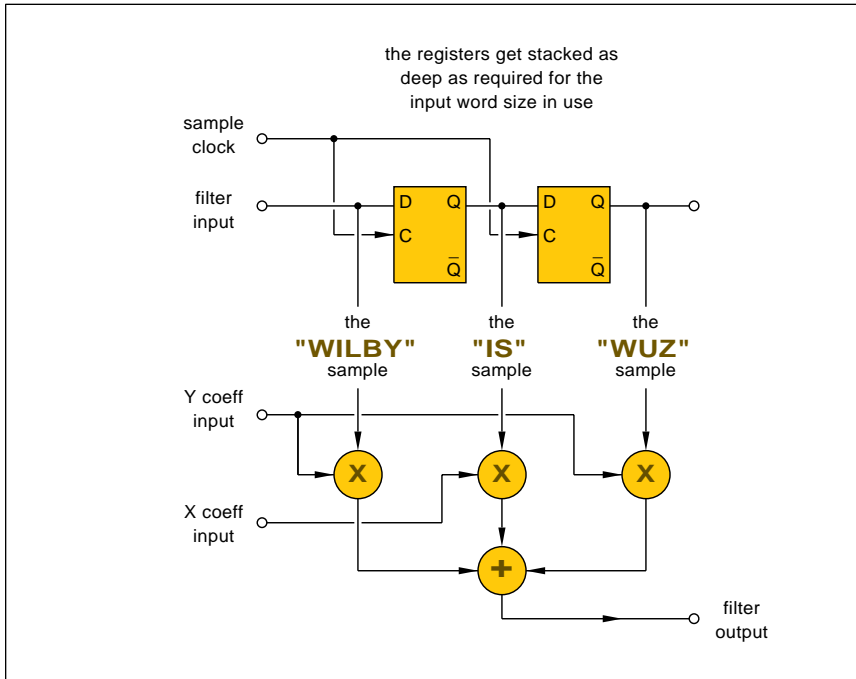 the registers get stacked as
deep as required for the
input word size in use
sample
clock
filter
input
D Q
C
Q̅
D Q
C
Q̅
the
"WILBY"
sample
the
"IS"
sample
the
"WUZ"
sample
Y coeff
input
X
X
X
X coeff
input
+
filter
output